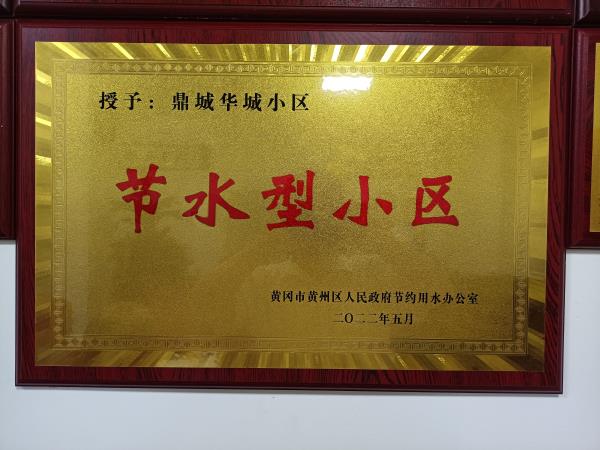 授予：鼎城华城小区
节水型小区
黄冈市黄州区人民政府节约用水办公室
二〇二二年五月